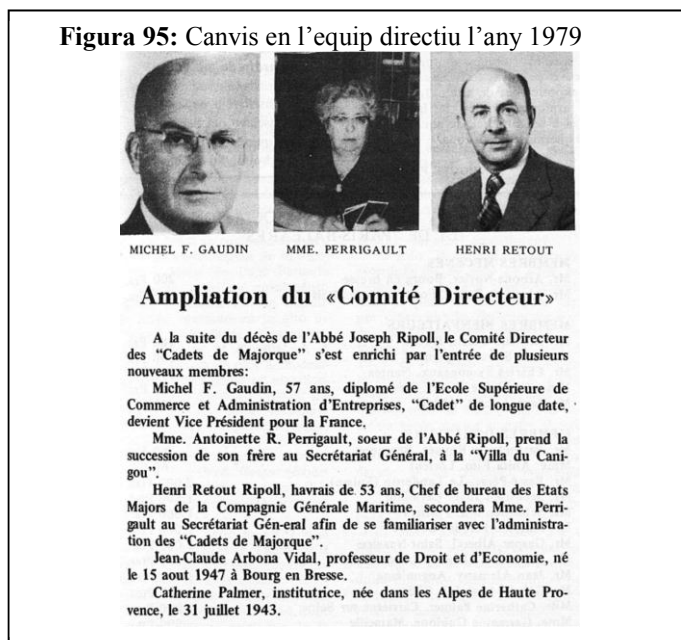 Figura 95: Canvis en l’equip directiu l’any 1979
MICHEL F. GAUDIN MME. PERRIGAULT HENRI RETOUT
Ampliation du «Comité Directeur»
A la suite du décès de l'Abbé Joseph Ripoll, le Comité Directeur
des "Cadets de Majorque" s'est enrichi par l'entrée de plusieurs
nouveaux membres:
Michel F. Gaudin, 57 ans, diplomé de l'Ecole Supérieure de
Commerce et Administration d'Entreprises, "Cadet" de longue date,
devient Vice Président pour la France.
Mme. Antoinette R. Perrigault, soeur de l'Abbé Ripoll, prend la
succession de son frère au Secrétariat Général, à la "Villa du Cani-
gou".
Henri Retout Ripoll, havrais de 53 ans, Chef de bureau des Etats
Majors de la Compagnie Générale Maritime, secondera Mme. Perri-
gault au Secrétariat Gén-eral afin de se familiariser avec l'administra-
tion des "Cadets de Majorque".
Jean-Claude Arbona Vidal, professeur de Droit et d'Economie, né
le 15 aout 1947 à Bourg en Bresse.
Catherine Palmer, institutrice, née dans les Alpes de Haute Pro-
vence, le 31 juillet 1943.